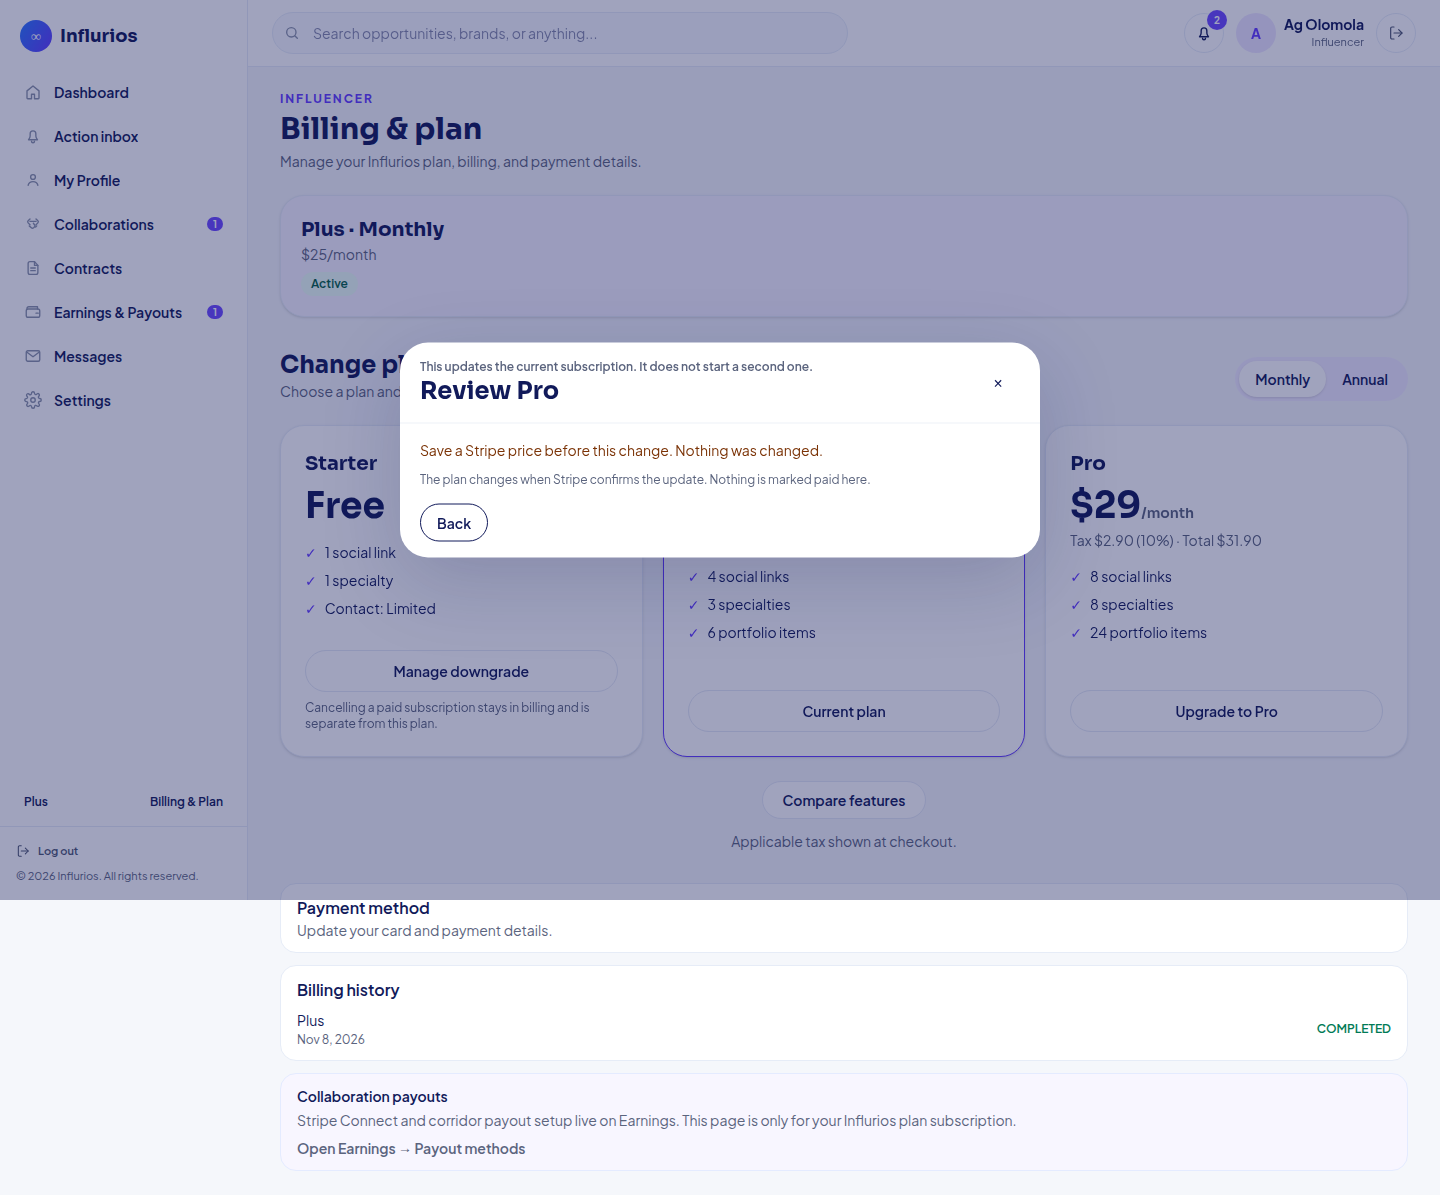 Influrios
Search opportunities, brands, or anything...
2
A
Ag Olomola
Influencer
Dashboard
Action inbox
My Profile
Collaborations 1
Contracts
Earnings & Payouts 1
Messages
Settings
Plus Billing & Plan
Log out
© 2026 Influrios. All rights reserved.
INFLUENCER
Billing & plan
Manage your Influrios plan, billing, and payment details.
Plus · Monthly
$25/month
Active
Change pl
Choose a plan and
Monthly Annual
This updates the current subscription. It does not start a second one.
Review Pro
×
Save a Stripe price before this change. Nothing was changed.
The plan changes when Stripe confirms the update. Nothing is marked paid here.
Back
Starter
Free
✓ 1 social link
✓ 1 specialty
✓ Contact: Limited
Manage downgrade
Cancelling a paid subscription stays in billing and is
separate from this plan.
✓ 4 social links
✓ 3 specialties
✓ 6 portfolio items
Current plan
Pro
$29/month
Tax $2.90 (10%) · Total $31.90
✓ 8 social links
✓ 8 specialties
✓ 24 portfolio items
Upgrade to Pro
Compare features
Applicable tax shown at checkout.
Payment method
Update your card and payment details.
Billing history
Plus
Nov 8, 2026
COMPLETED
Collaboration payouts
Stripe Connect and corridor payout setup live on Earnings. This page is only for your Influrios plan subscription.
Open Earnings → Payout methods